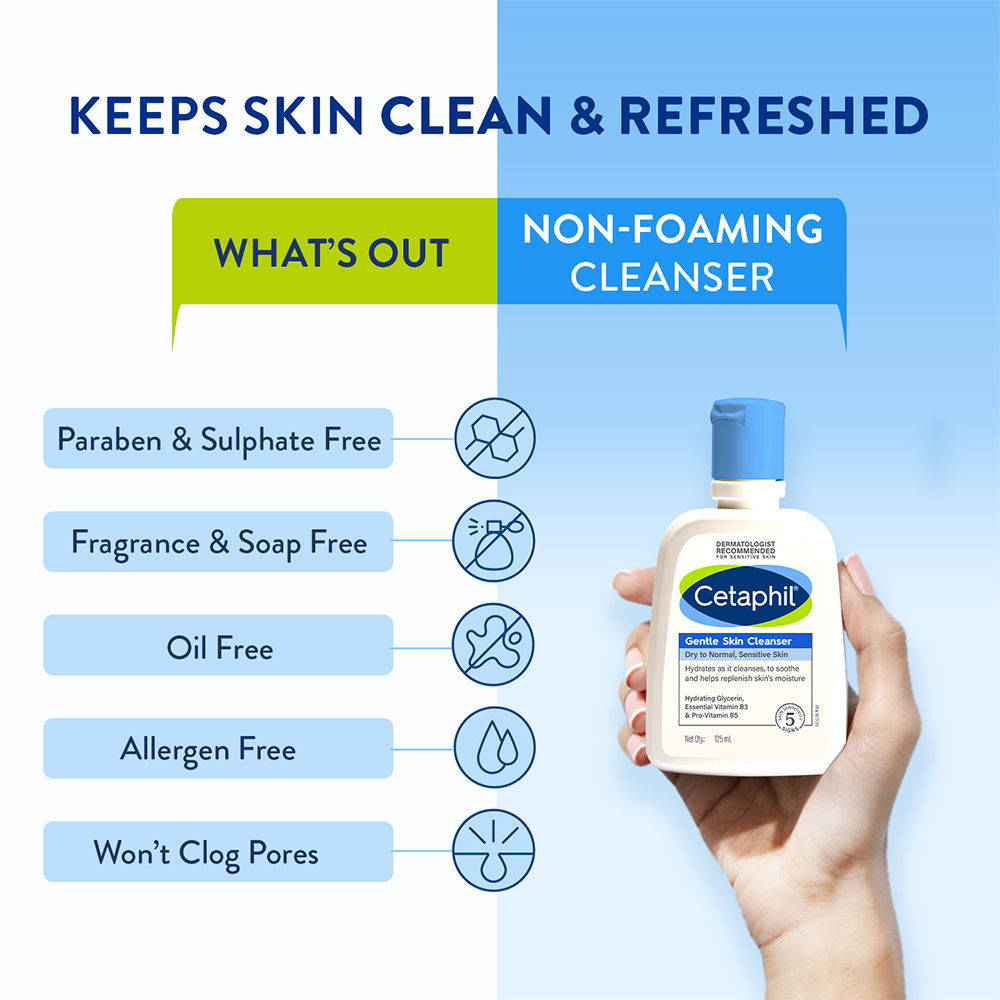 KEEPS SKIN CLEAN & REFRESHED
WHAT'S OUT
NON-FOAMING
CLEANSER
Paraben & Sulphate Free
Fragrance & Soap Free
Oil Free
Allergen Free
Won't Clog Pores
DERMATOLOGIST
RECOMMENDED
FOR SENSITIVE SKIN
Cetaphil®
Gentle Skin Cleanser
Dry to Normal, Sensitive Skin
Hydrates as it cleanses, to soothe
and helps replenish skin's moisture
Hydrating Glycerin,
Essential Vitamin B3
& Pro-Vitamin B5
SKIN SENSITIVITY
5
SIGNS
Net Qty: 125 mL